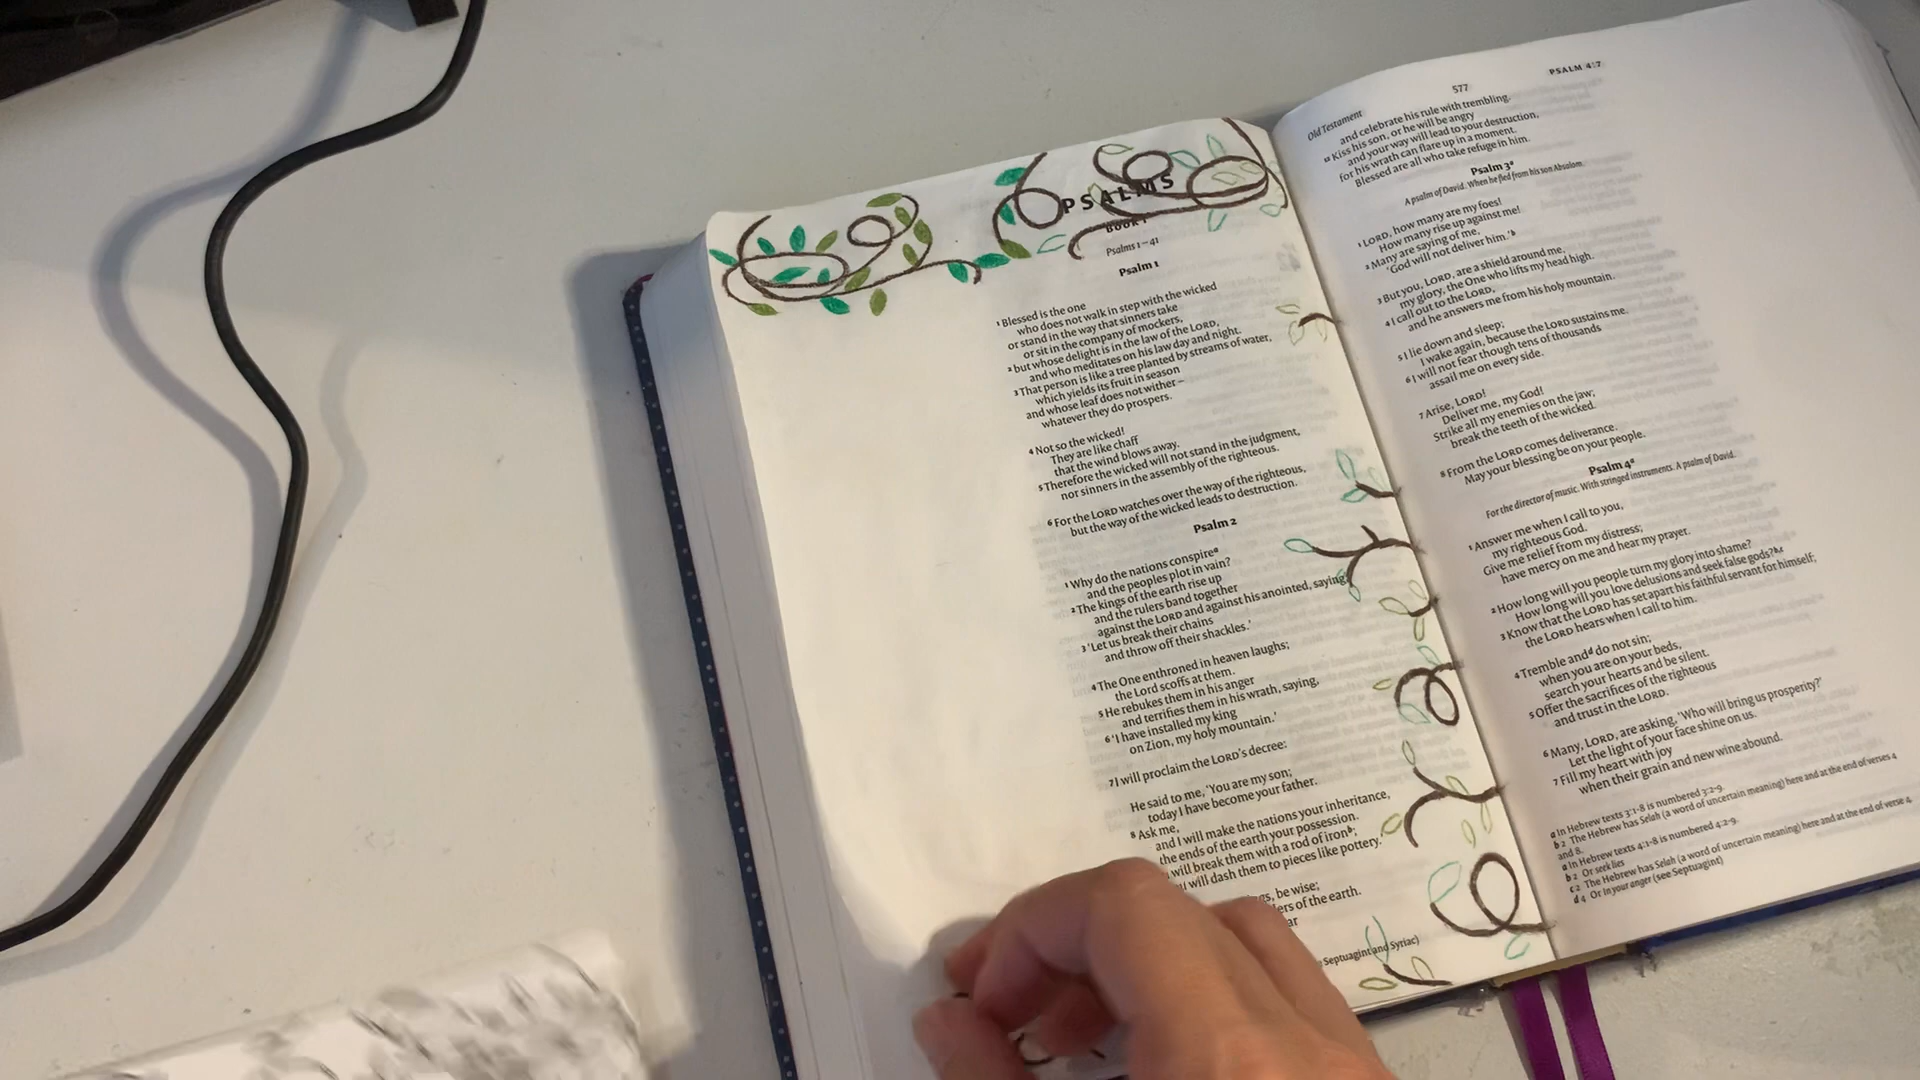 PSALMS
BOOK I
Psalms 1–41
Psalm 1
1 Blessed is the one
who does not walk in step with the wicked
or stand in the way that sinners take
or sit in the company of mockers,
2 but whose delight is in the law of the LORD,
and who meditates on his law day and night.
3 That person is like a tree planted by streams of water,
which yields its fruit in season
and whose leaf does not wither –
whatever they do prospers.
4 Not so the wicked!
They are like chaff
that the wind blows away.
5 Therefore the wicked will not stand in the judgment,
nor sinners in the assembly of the righteous.
6 For the LORD watches over the way of the righteous,
but the way of the wicked leads to destruction.
Psalm 2
1 Why do the nations conspire a
and the peoples plot in vain?
2 The kings of the earth rise up
and the rulers band together
against the LORD and against his anointed, saying,
3 'Let us break their chains
and throw off their shackles.'
4 The One enthroned in heaven laughs;
the Lord scoffs at them.
5 He rebukes them in his anger
and terrifies them in his wrath, saying,
6 'I have installed my king
on Zion, my holy mountain.'
7 I will proclaim the LORD's decree:
He said to me, 'You are my son;
today I have become your father.
8 Ask me,
and I will make the nations your inheritance,
the ends of the earth your possession.
will break them with a rod of iron b;
u will dash them to pieces like pottery.'
gs, be wise;
lers of the earth.
ar
Septuagint and Syriac)
Old Testament
577
PSALM 4:7
and celebrate his rule with trembling.
12 Kiss his son, or he will be angry
and your way will lead to your destruction,
for his wrath can flare up in a moment.
Blessed are all who take refuge in him.
Psalm 3 a
A psalm of David. When he fled from his son Absalom.
1 LORD, how many are my foes!
How many rise up against me!
2 Many are saying of me,
'God will not deliver him.' b
3 But you, LORD, are a shield around me,
my glory, the One who lifts my head high.
4 I call out to the LORD,
and he answers me from his holy mountain.
5 I lie down and sleep;
I wake again, because the LORD sustains me.
6 I will not fear though tens of thousands
assail me on every side.
7 Arise, LORD!
Deliver me, my God!
Strike all my enemies on the jaw;
break the teeth of the wicked.
8 From the LORD comes deliverance.
May your blessing be on your people.
Psalm 4 a
For the director of music. With stringed instruments. A psalm of David.
1 Answer me when I call to you,
my righteous God.
Give me relief from my distress;
have mercy on me and hear my prayer.
2 How long will you people turn my glory into shame?
How long will you love delusions and seek false gods? b,c
3 Know that the LORD has set apart his faithful servant for himself;
the LORD hears when I call to him.
4 Tremble and d do not sin;
when you are on your beds,
search your hearts and be silent.
5 Offer the sacrifices of the righteous
and trust in the LORD.
6 Many, LORD, are asking, 'Who will bring us prosperity?'
Let the light of your face shine on us.
7 Fill my heart with joy
when their grain and new wine abound.
a In Hebrew texts 3:1-8 is numbered 3:2-9.
b 2 The Hebrew has Selah (a word of uncertain meaning) here and at the end of verses 4
and 8.
a In Hebrew texts 4:1-8 is numbered 4:2-9.
b 2 Or seek lies
c 2 The Hebrew has Selah (a word of uncertain meaning) here and at the end of verse 4.
d 4 Or In your anger (see Septuagint)